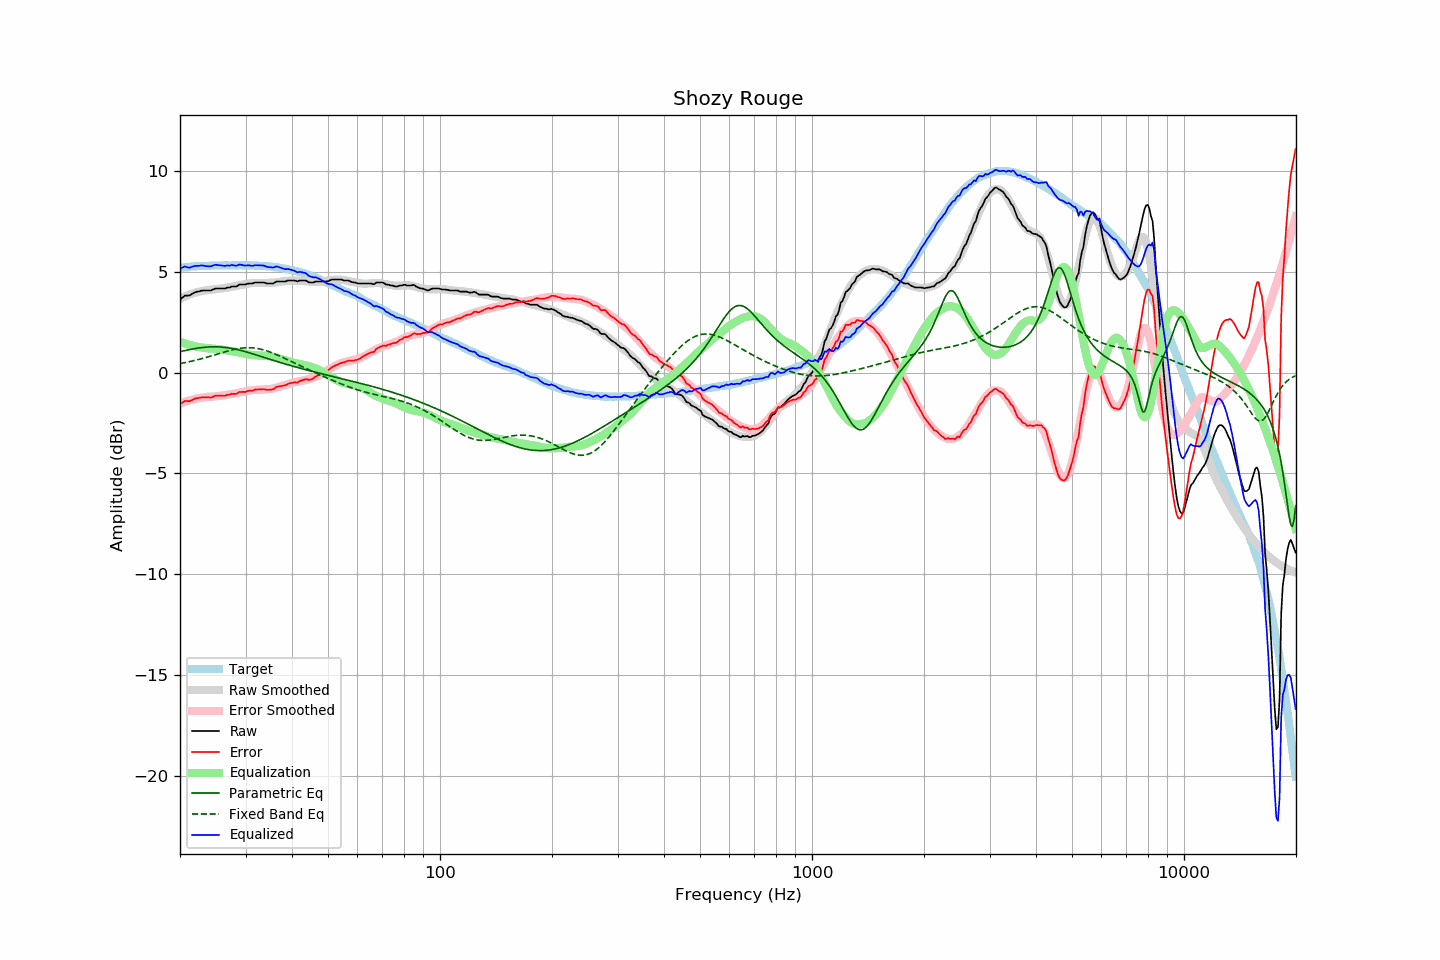 Shozy Rouge
Amplitude (dBr)
10
5
0
−5
−10
−15
−20
Target
Raw Smoothed
Error Smoothed
Raw
Error
Equalization
Parametric Eq
Fixed Band Eq
Equalized
100
1000
10000
Frequency (Hz)